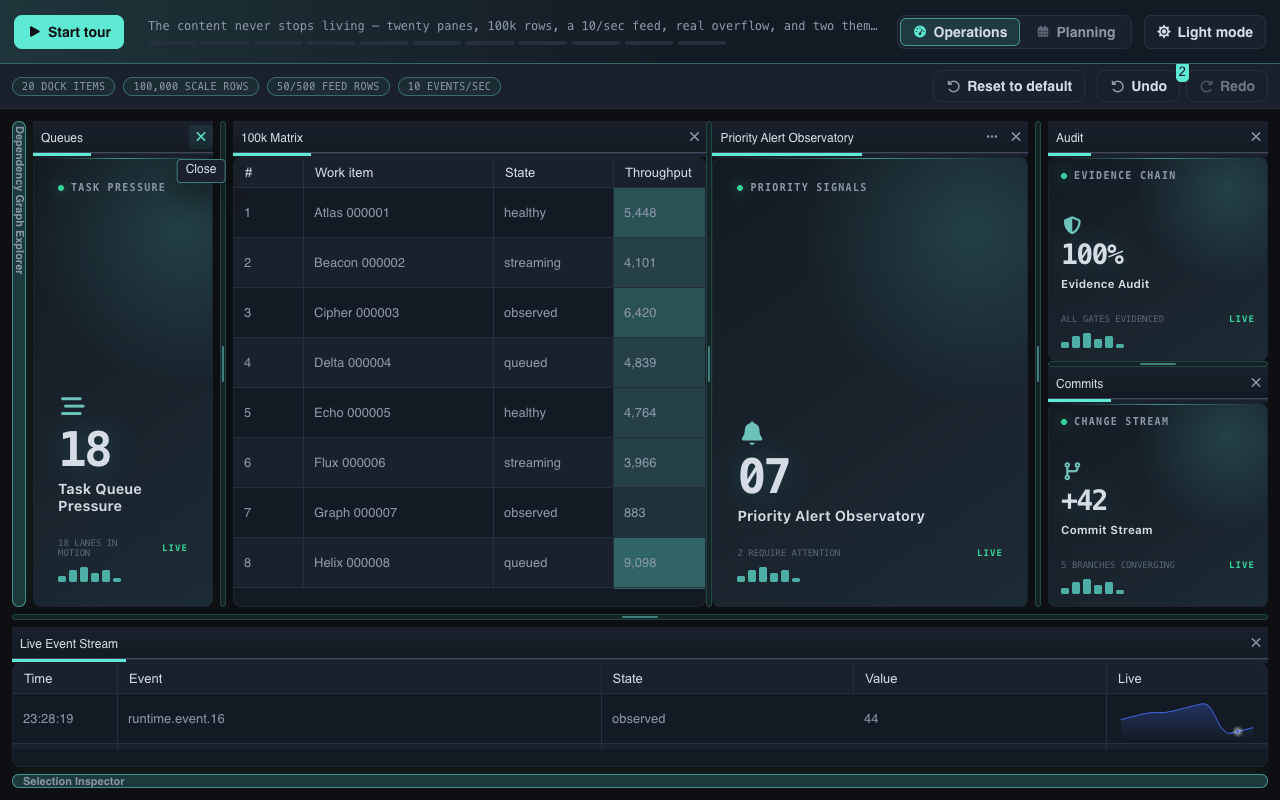 Start tour
The content never stops living — twenty panes, 100k rows, a 10/sec feed, real overflow, and two them…
Operations
Planning
Light mode
20 DOCK ITEMS
100,000 SCALE ROWS
50/500 FEED ROWS
10 EVENTS/SEC
Reset to default
Undo
2
Redo
Dependency Graph Explorer
Queues
Close
TASK PRESSURE
18
Task Queue
Pressure
18 LANES IN
MOTION
LIVE
100k Matrix
# Work item State Throughput
1 Atlas 000001 healthy 5,448
2 Beacon 000002 streaming 4,101
3 Cipher 000003 observed 6,420
4 Delta 000004 queued 4,839
5 Echo 000005 healthy 4,764
6 Flux 000006 streaming 3,966
7 Graph 000007 observed 883
8 Helix 000008 queued 9,098
Priority Alert Observatory
PRIORITY SIGNALS
07
Priority Alert Observatory
2 REQUIRE ATTENTION
LIVE
Audit
EVIDENCE CHAIN
100%
Evidence Audit
ALL GATES EVIDENCED
LIVE
Commits
CHANGE STREAM
+42
Commit Stream
5 BRANCHES CONVERGING
LIVE
Live Event Stream
Time Event State Value Live
23:28:19 runtime.event.16 observed 44
Selection Inspector